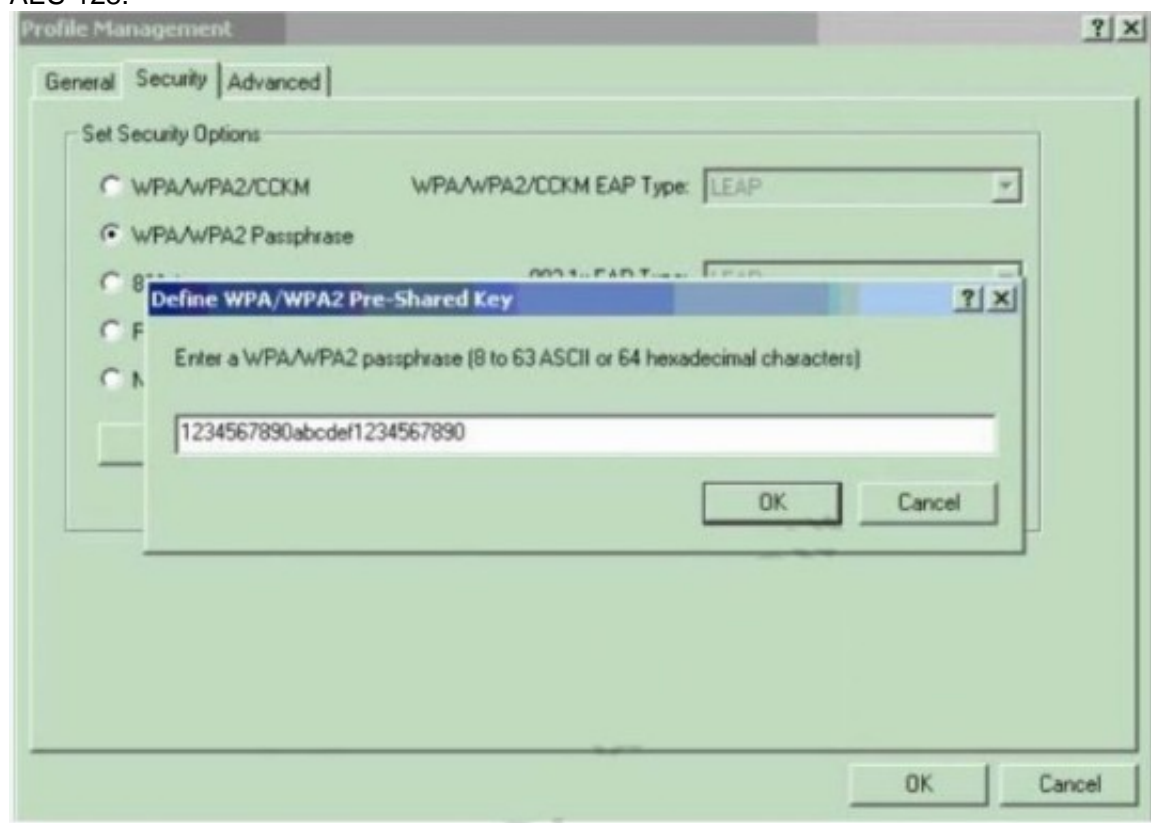 Profile Management
General Security Advanced
Set Security Options
WPA/WPA2/CCKM WPA/WPA2/CCKM EAP Type: LEAP
WPA/WPA2 Passphrase
Define WPA/WPA2 Pre-Shared Key
Enter a WPA/WPA2 passphrase (8 to 63 ASCII or 64 hexadecimal characters)
1234567890abcdef1234567890
OK Cancel
OK Cancel